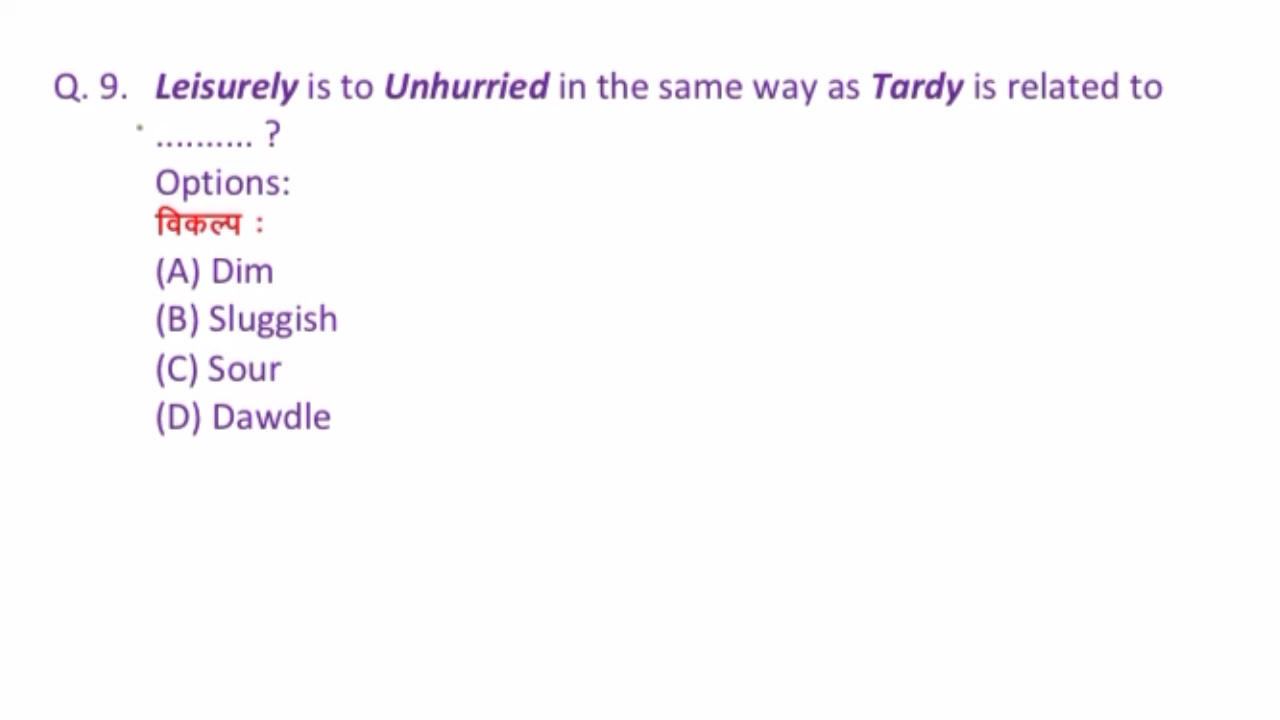 Q. 9. Leisurely is to Unhurried in the same way as Tardy is related to
.......... ?
Options:
विकल्प :
(A) Dim
(B) Sluggish
(C) Sour
(D) Dawdle